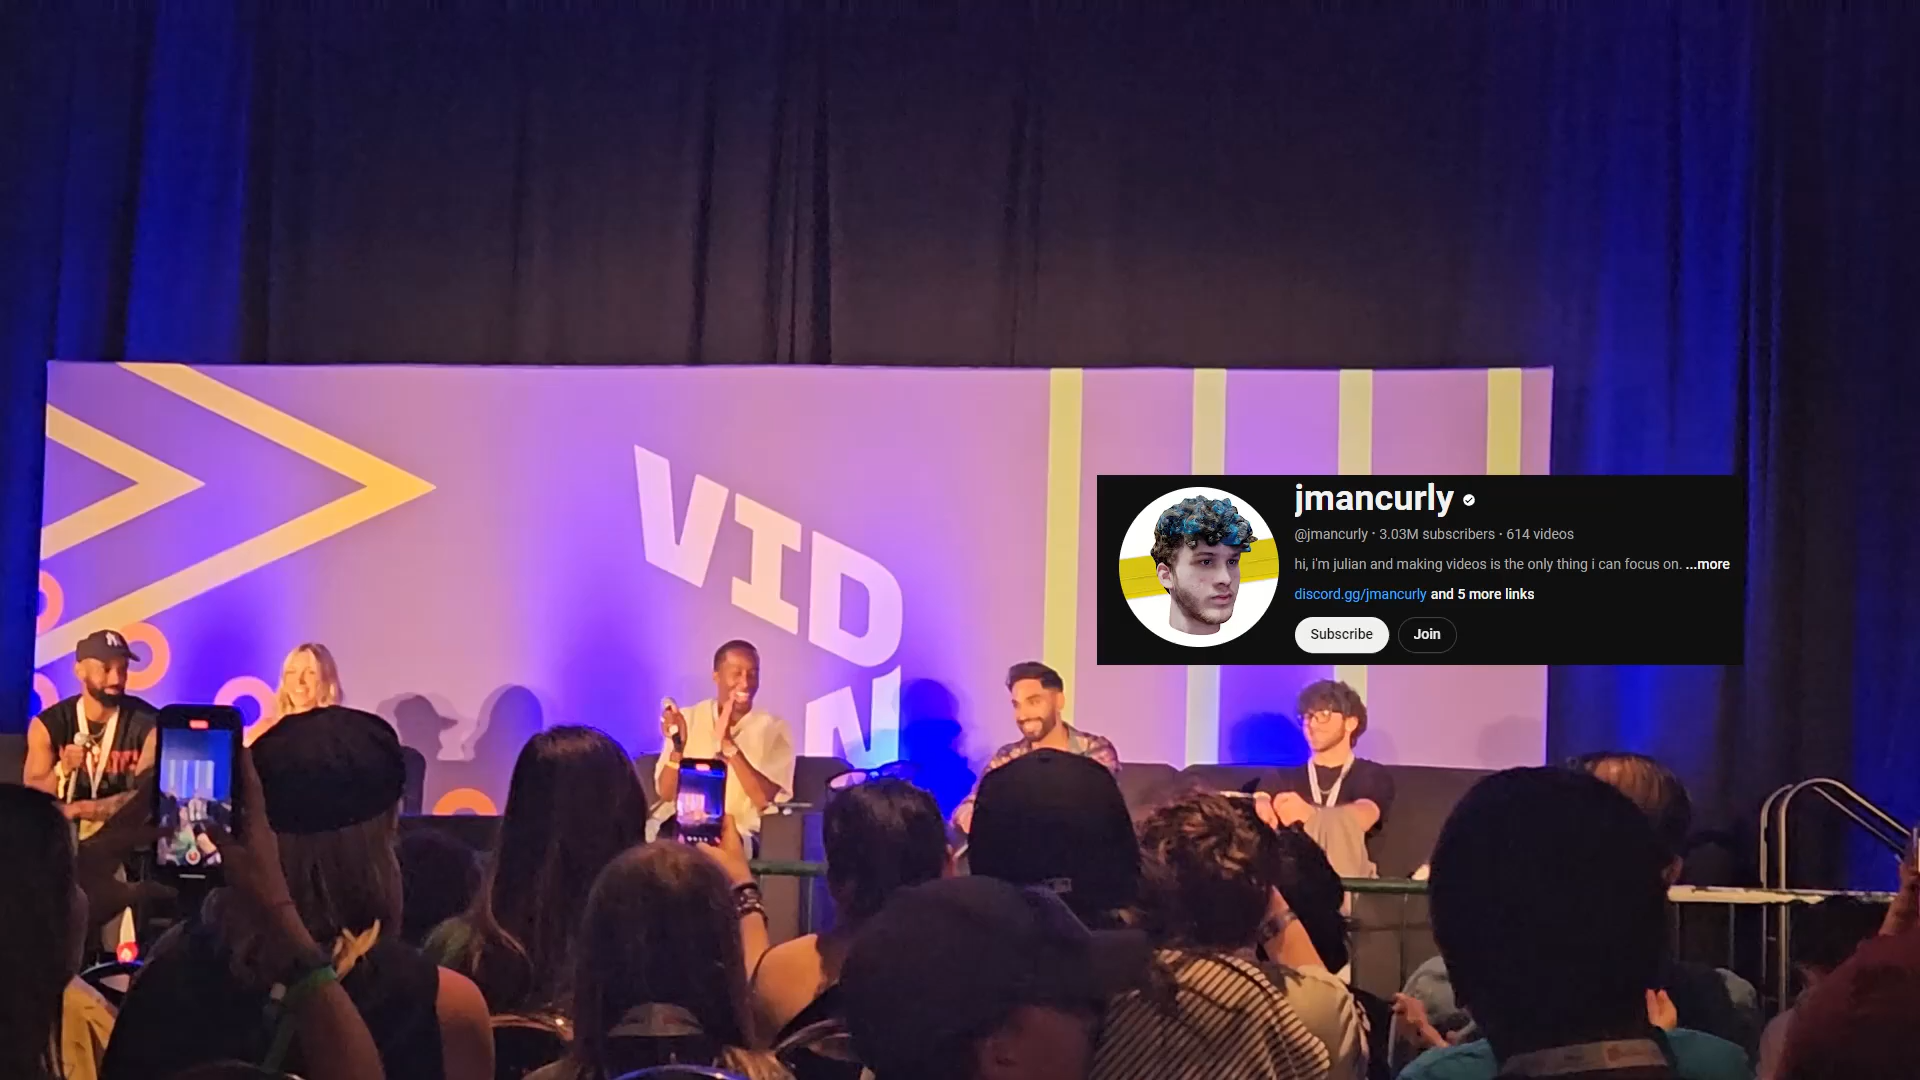 VID
jmancurly
@jmancurly · 3.03M subscribers · 614 videos
hi, i'm julian and making videos is the only thing i can focus on. ...more
discord.gg/jmancurly and 5 more links
Subscribe Join